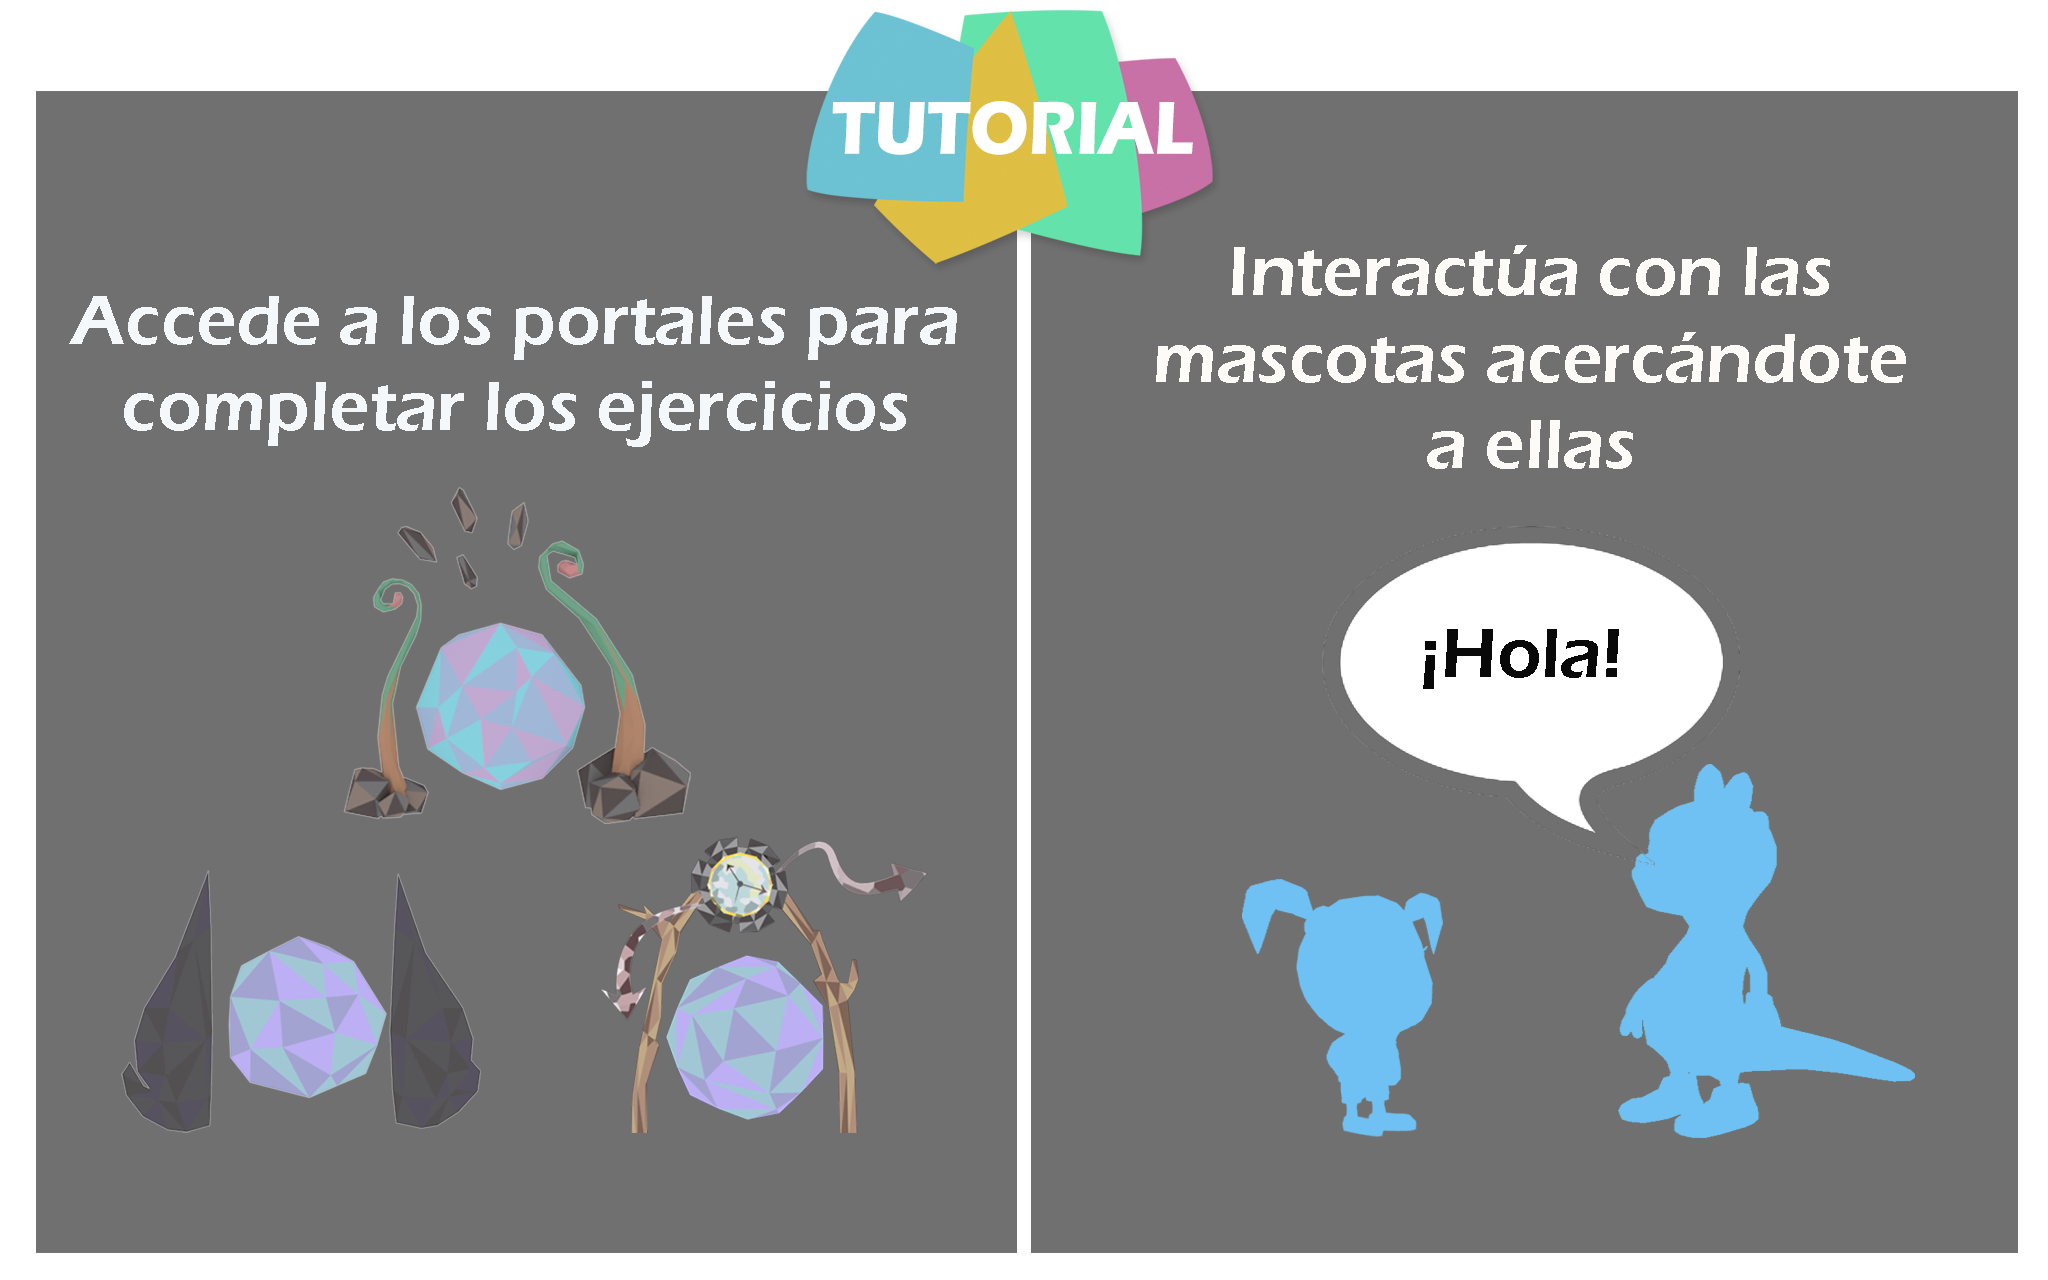 TUTORIAL
Accede a los portales para
completar los ejercicios
Interactúa con las
mascotas acercándote
a ellas
¡Hola!